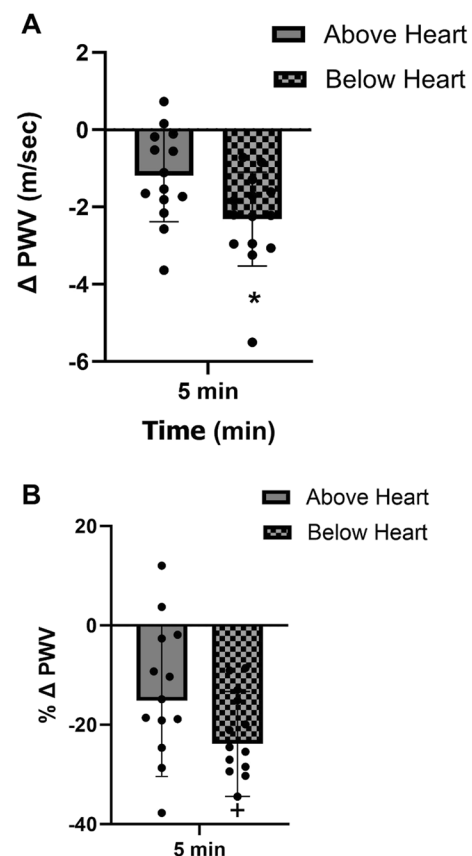 A
Above Heart
Below Heart
Δ PWV (m/sec)
2
0
-2
-4
-6
*
5 min
Time (min)
B
Above Heart
Below Heart
% Δ PWV
20
0
-20
-40
+
5 min